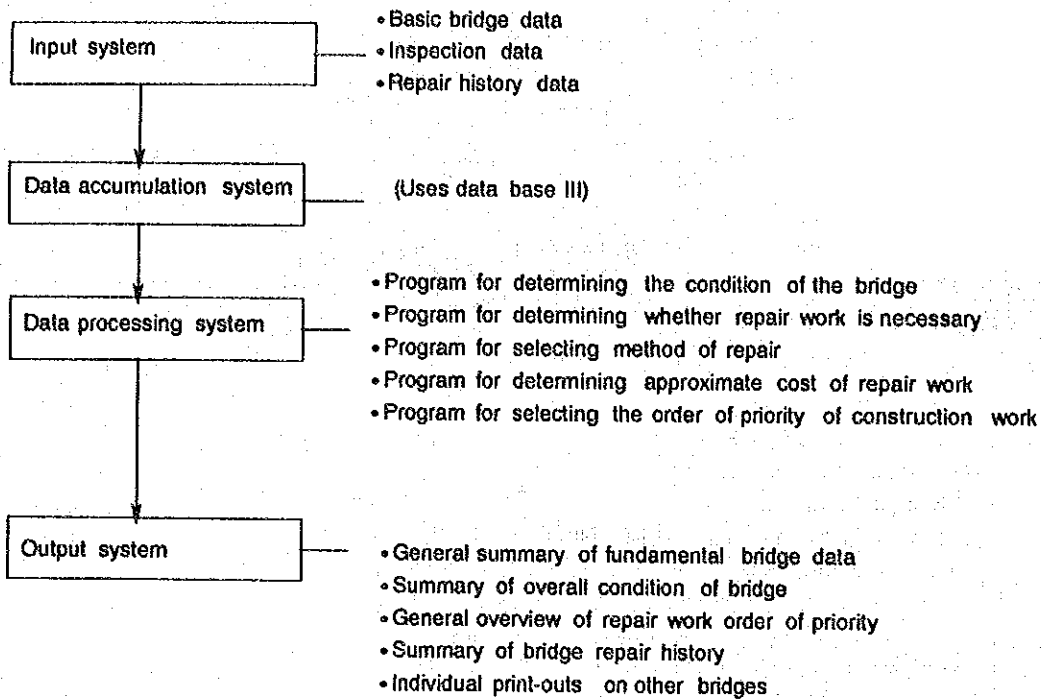 Input system
• Basic bridge data
• Inspection data
• Repair history data
Data accumulation system
(Uses data base III)
Data processing system
• Program for determining the condition of the bridge
• Program for determining whether repair work is necessary
• Program for selecting method of repair
• Program for determining approximate cost of repair work
• Program for selecting the order of priority of construction work
Output system
• General summary of fundamental bridge data
• Summary of overall condition of bridge
• General overview of repair work order of priority
• Summary of bridge repair history
• Individual print-outs on other bridges